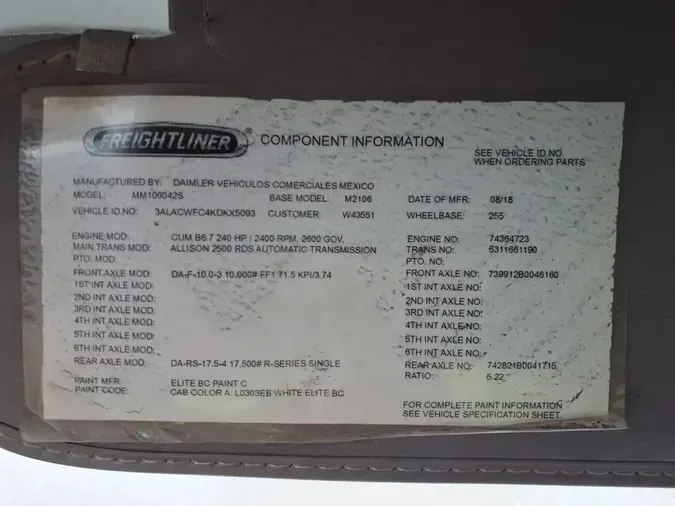 FREIGHTLINER ® COMPONENT INFORMATION
SEE VEHICLE ID NO.
WHEN ORDERING PARTS
MANUFACTURED BY: DAIMLER VEHICULOS COMERCIALES MEXICO
MODEL: MM106042S BASE MODEL: M2106 DATE OF MFR: 08/18
VEHICLE ID.NO: 3ALACWFC4KDKX5093 CUSTOMER: W43551 WHEELBASE: 255
ENGINE MOD: CUM B6.7 240 HP / 2400 RPM, 2600 GOV, ENGINE NO: 74364723
MAIN TRANS MOD: ALLISON 2500 RDS AUTOMATIC TRANSMISSION TRANS NO: 6311661190
PTO. MOD: PTO. NO:
FRONT AXLE MOD: DA-F-10.0-3 10,000# FF1 71.5 KPI/3.74 FRONT AXLE NO: 739912B0046160
1ST INT AXLE MOD: 1ST INT AXLE NO:
2ND INT AXLE MOD: 2ND INT AXLE NO:
3RD INT AXLE MOD: 3RD INT AXLE NO:
4TH INT AXLE MOD: 4TH INT AXLE NO:
5TH INT AXLE MOD: 5TH INT AXLE NO:
6TH INT AXLE MOD: 6TH INT AXLE NO:
REAR AXLE MOD: DA-RS-17.5-4 17,500# R-SERIES SINGLE REAR AXLE NO: 742821B0041715
RATIO: 5.22
PAINT MFR: ELITE BC PAINT C
PAINT CODE: CAB COLOR A: L0303EB WHITE ELITE BC
FOR COMPLETE PAINT INFORMATION
SEE VEHICLE SPECIFICATION SHEET.